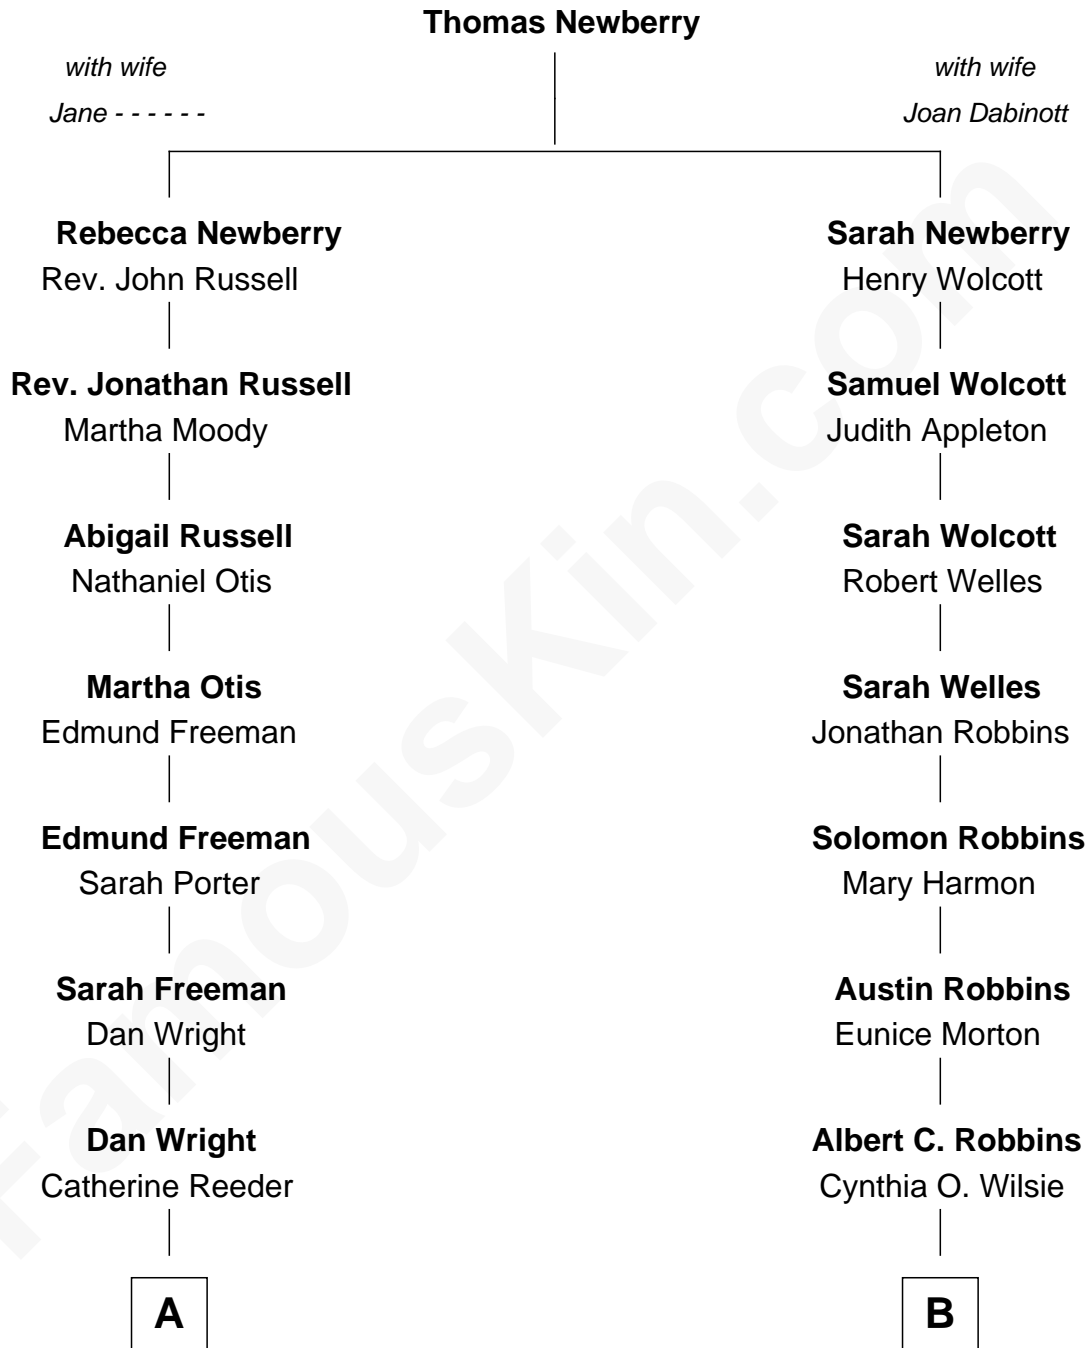 Thomas Newberry
with wife
Jane - - - - - -
with wife
Joan Dabinott
Rebecca Newberry
Rev. John Russell
Sarah Newberry
Henry Wolcott
Rev. Jonathan Russell
Martha Moody
Samuel Wolcott
Judith Appleton
Abigail Russell
Nathaniel Otis
Sarah Wolcott
Robert Welles
Martha Otis
Edmund Freeman
Sarah Welles
Jonathan Robbins
Edmund Freeman
Sarah Porter
Solomon Robbins
Mary Harmon
Sarah Freeman
Dan Wright
Austin Robbins
Eunice Morton
Dan Wright
Catherine Reeder
Albert C. Robbins
Cynthia O. Wilsie
A
B
FamousKin.com